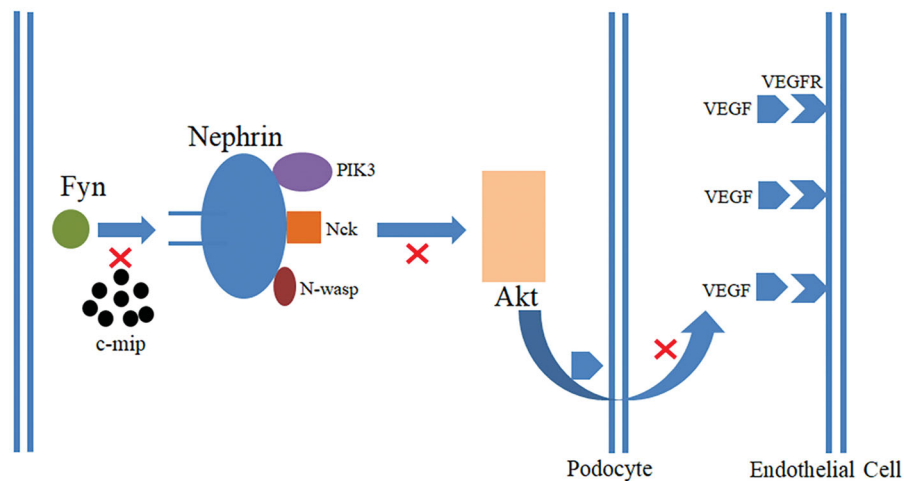 VEGFR
VEGF
Nephrin
PIK3
Fyn
VEGF
Nck
N-wasp
VEGF
Akt
c-mip
Podocyte
Endothelial Cell